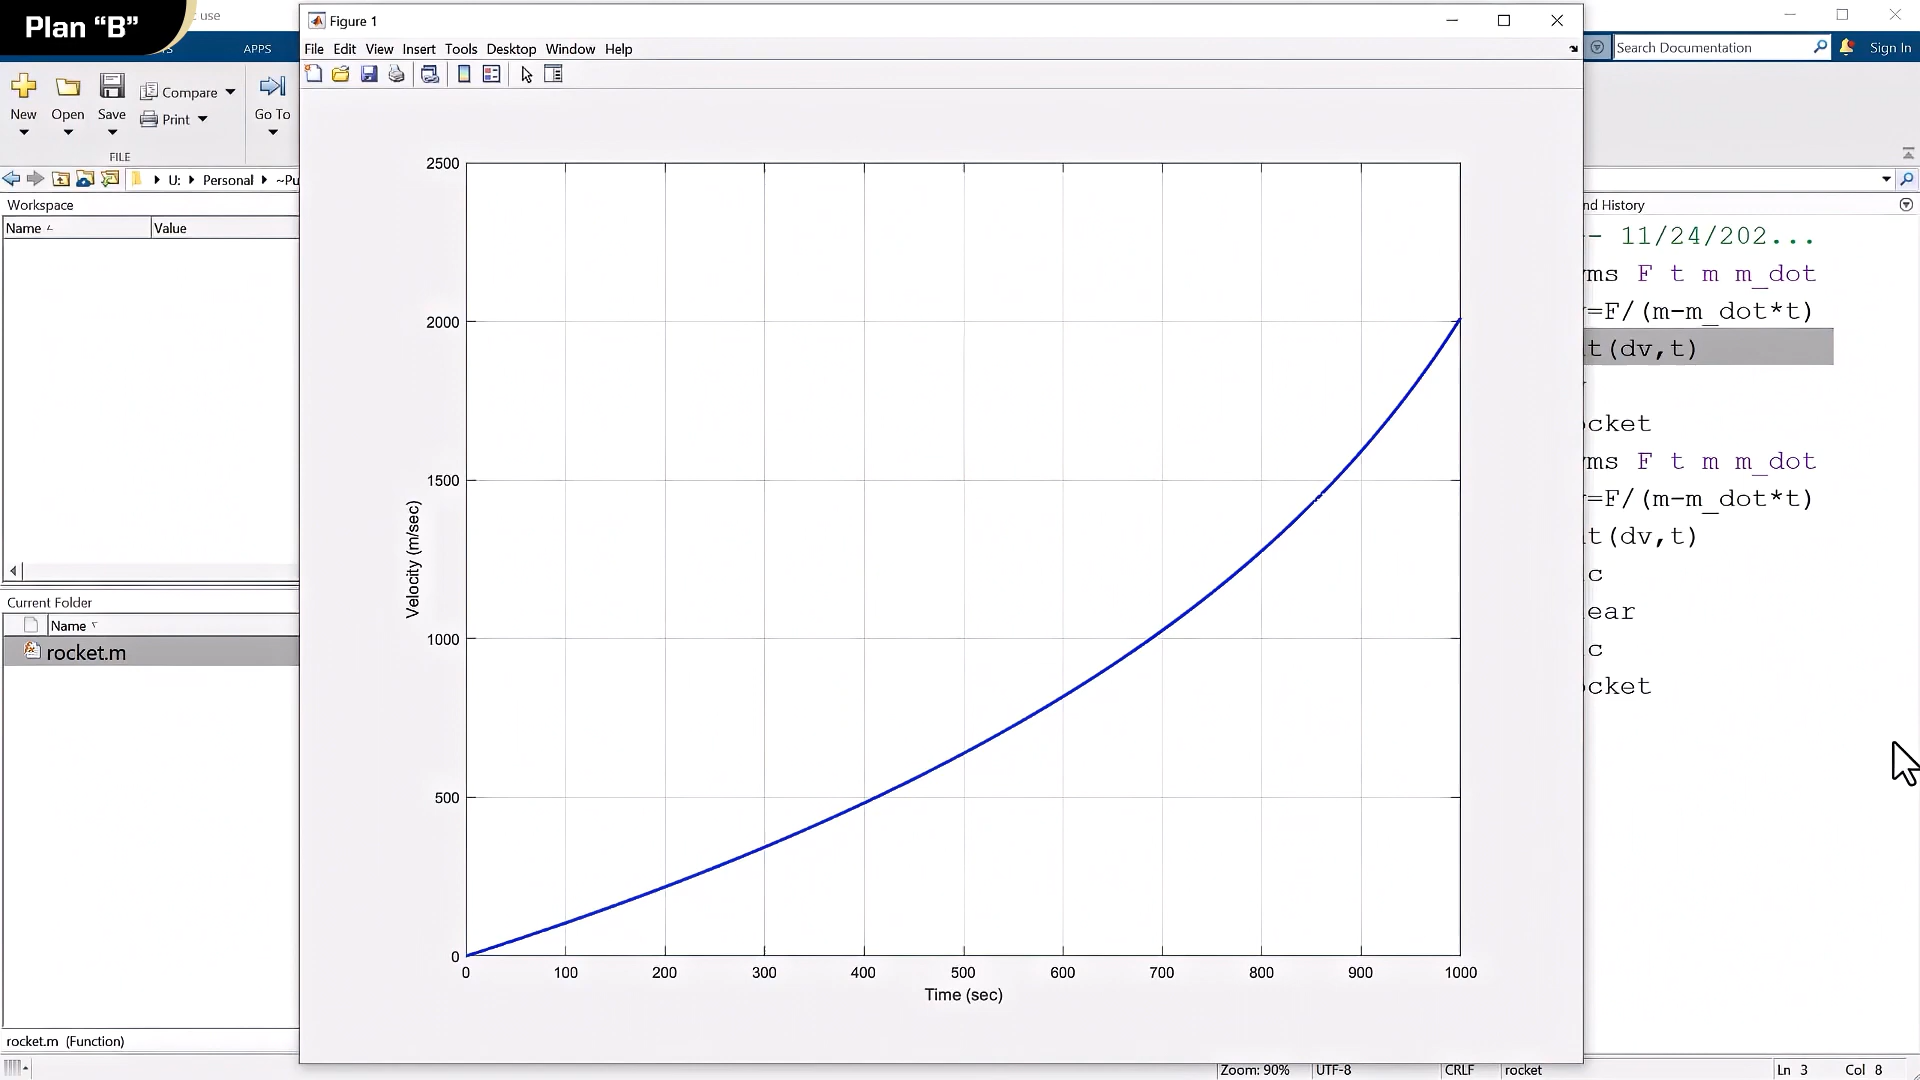 Plan “B”
use
Figure 1
APPS
Search Documentation
Sign In
File Edit View Insert Tools Desktop Window Help
New
Open
Save
Compare
Print
Go To
FILE
U: Personal ~Pu
Workspace
Name Value
Current Folder
Name
rocket.m
rocket.m (Function)
2500
2000
1500
1000
500
0
Velocity (m/sec)
0 100 200 300 400 500 600 700 800 900 1000
Time (sec)
nd History
- 11/24/202...
ms F t m m_dot
=F/(m-m_dot*t)
t(dv,t)
ocket
ms F t m m_dot
=F/(m-m_dot*t)
t(dv,t)
c
ear
c
ocket
Zoom: 90% UTF-8 CRLF rocket Ln 3 Col 8